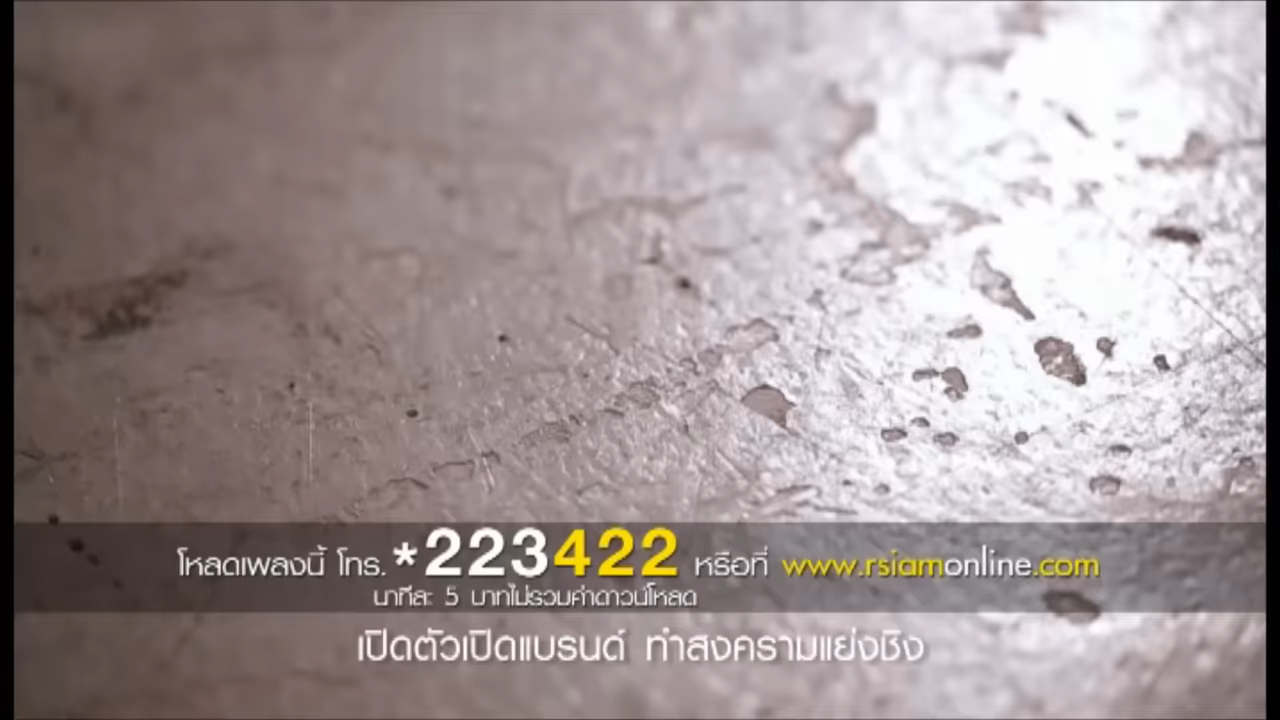 โหลดเพลงนี้ โทร.*223422 หรือที่ www.rsiamonline.com
นาทีละ 5 บาทไม่รวมค่าดาวน์โหลด
เปิดตัวเปิดแบรนด์ ทำสงครามแย่งชิง